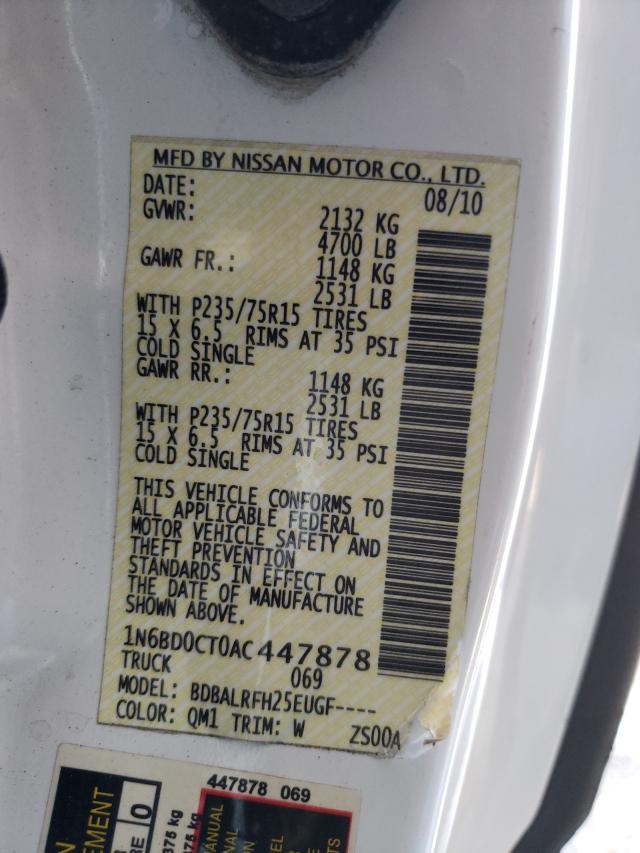 MFD BY NISSAN MOTOR CO., LTD.
DATE: 08/10
GVWR: 2132 KG
4700 LB
GAWR FR.: 1148 KG
2531 LB
WITH P235/75R15 TIRES
15 X 6.5 RIMS AT 35 PSI
COLD SINGLE
GAWR RR.: 1148 KG
2531 LB
WITH P235/75R15 TIRES
15 X 6.5 RIMS AT 35 PSI
COLD SINGLE
THIS VEHICLE CONFORMS TO
ALL APPLICABLE FEDERAL
MOTOR VEHICLE SAFETY AND
THEFT PREVENTION
STANDARDS IN EFFECT ON
THE DATE OF MANUFACTURE
SHOWN ABOVE.
1N6BD0CT0AC447878
TRUCK 069
MODEL: BDBALRFH25EUGF----
COLOR: QM1 TRIM: W ZS00A
447878 069